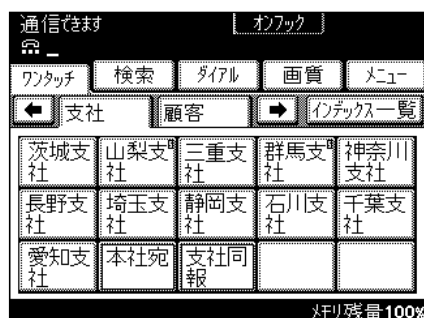 通信できます
オンフック
ワンタッチ 検索 ダイアル 画質 メニュー
支社 顧客 インデックス一覧
茨城支社 山梨支社 三重支社 群馬支社 神奈川支社
長野支社 埼玉支社 静岡支社 石川支社 千葉支社
愛知支社 本社宛 支社同報
メモリ残量100%